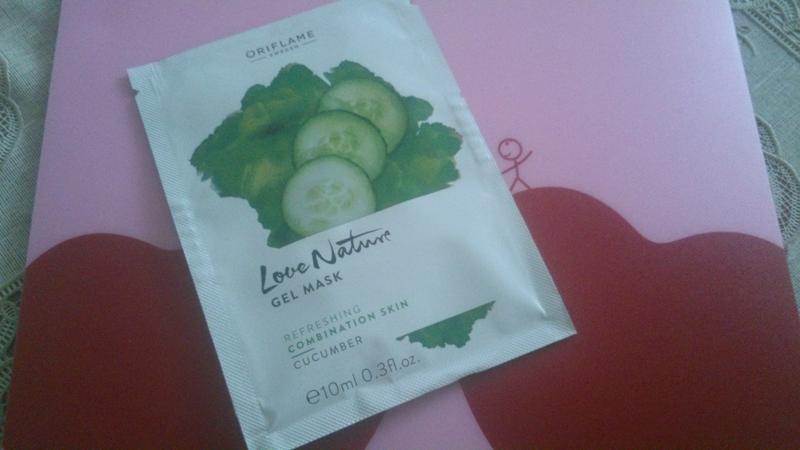 ORIFLAME
SWEDEN
Love Nature
GEL MASK
REFRESHING
COMBINATION SKIN
CUCUMBER
℮10ml 0.3fl.oz.